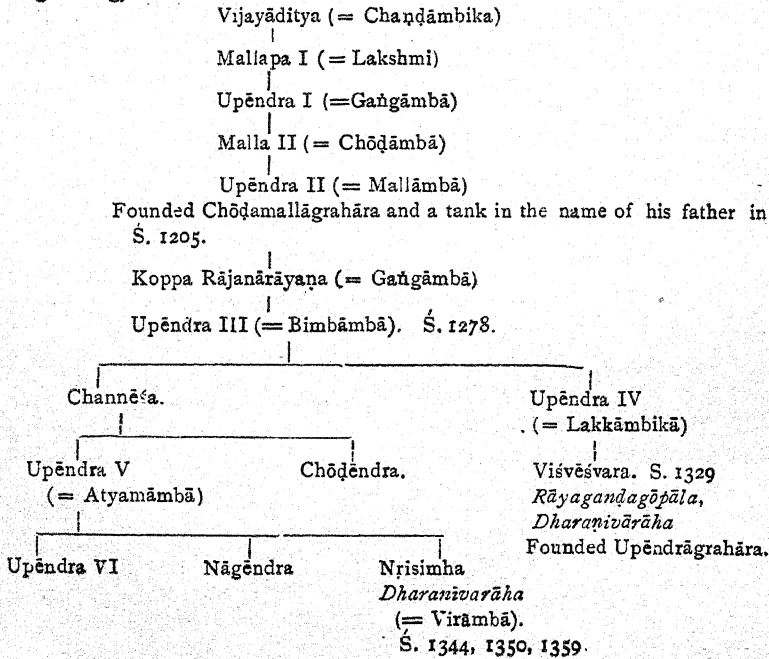 Vijayāditya (= Chaṇḍāmbika)
Mallapa I (= Lakshmi)
Upēndra I (=Gaṅgāmbā)
Malla II (= Chōḍāmbā)
Upēndra II (= Mallāmbā)
Founded Chōḍamallāgrahāra and a tank in the name of his father in
Ś. 1205.
Koppa Rājanārāyaṇa (= Gaṅgāmbā)
Upēndra III (= Bimbāmbā). Ś. 1278.
Channēśa. Upēndra IV
(= Lakkāmbikā)
Upēndra V Chōḍēndra. Viśvēśvara. S. 1329
(= Atyamāmbā) Rāyagaṇḍagōpāla,
Dharaṇivārāha
Founded Upēndrāgrahāra.
Upēndra VI Nāgēndra Nṛisimha
Dharanivarāha
(= Virāmbā).
Ś. 1344, 1350, 1359.